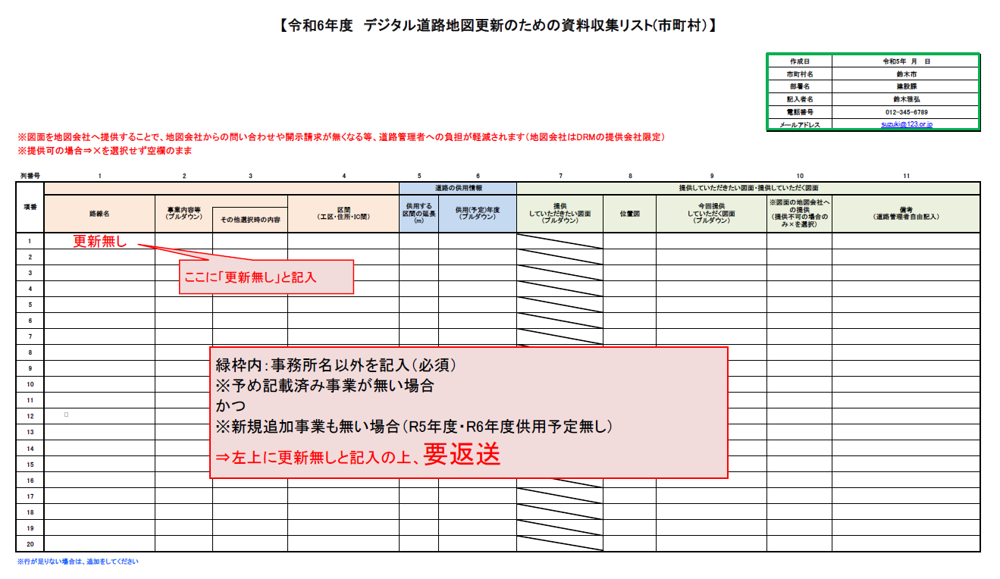 【令和6年度　デジタル道路地図更新のための資料収集リスト(市町村)】
作成日 令和5年　月　日
市町村名 鈴木市
部署名 建設課
記入者名 鈴木雅弘
電話番号 012-345-6789
メールアドレス suzuki@123.or.jp
※図面を地図会社へ提供することで、地図会社からの問い合わせや開示請求が無くなる等、道路管理者への負担が軽減されます(地図会社はDRMの提供会社限定)
※提供可の場合⇒×を選択せず空欄のまま
列番号 1 2 3 4 5 6 7 8 9 10 11
道路の供用情報 提供していただきたい図面・提供していただく図面
項番
路線名
事業内容等
(プルダウン)
その他選択時の内容
区間
(工区・住所・IC間)
供用する
区間の延長
(m)
供用(予定)年度
(プルダウン)
提供
していただきたい図面
(プルダウン)
位置図
今回提供
していただく図面
(プルダウン)
※図面の地図会社へ
の提供
(提供不可の場合の
み×を選択)
備考
(道路管理者自由記入)
1 更新無し
2
ここに「更新無し」と記入
3
4
5
6
7
8
9
10
11
12
13
14
15
16
17
18
19
20
緑枠内：事務所名以外を記入(必須)
※予め記載済み事業が無い場合
かつ
※新規追加事業も無い場合(R5年度・R6年度供用予定無し)
⇒左上に更新無しと記入の上、要返送
※行が足りない場合は、追加をしてください